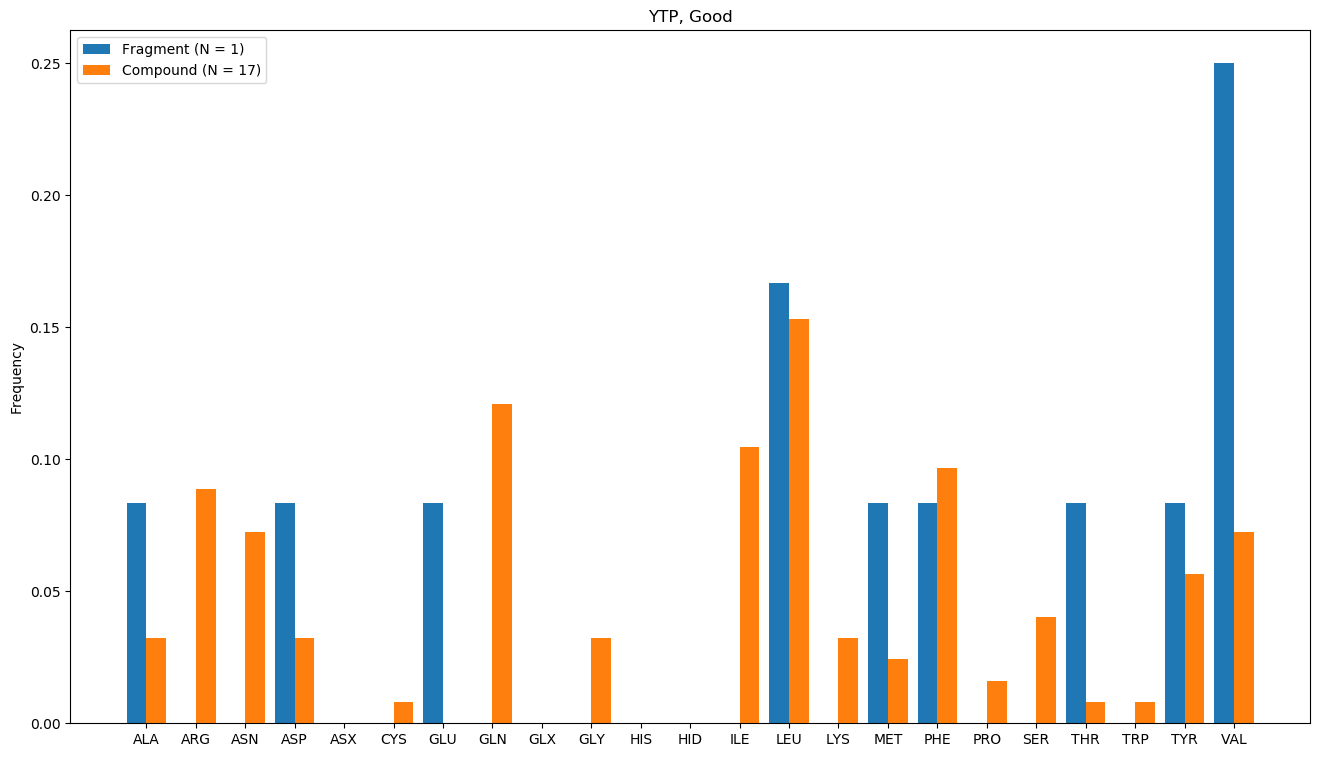 YTP, Good
Fragment (N = 1)
Compound (N = 17)
Frequency
0.25
0.20
0.15
0.10
0.05
0.00
ALA ARG ASN ASP ASX CYS GLU GLN GLX GLY HIS HID ILE LEU LYS MET PHE PRO SER THR TRP TYR VAL